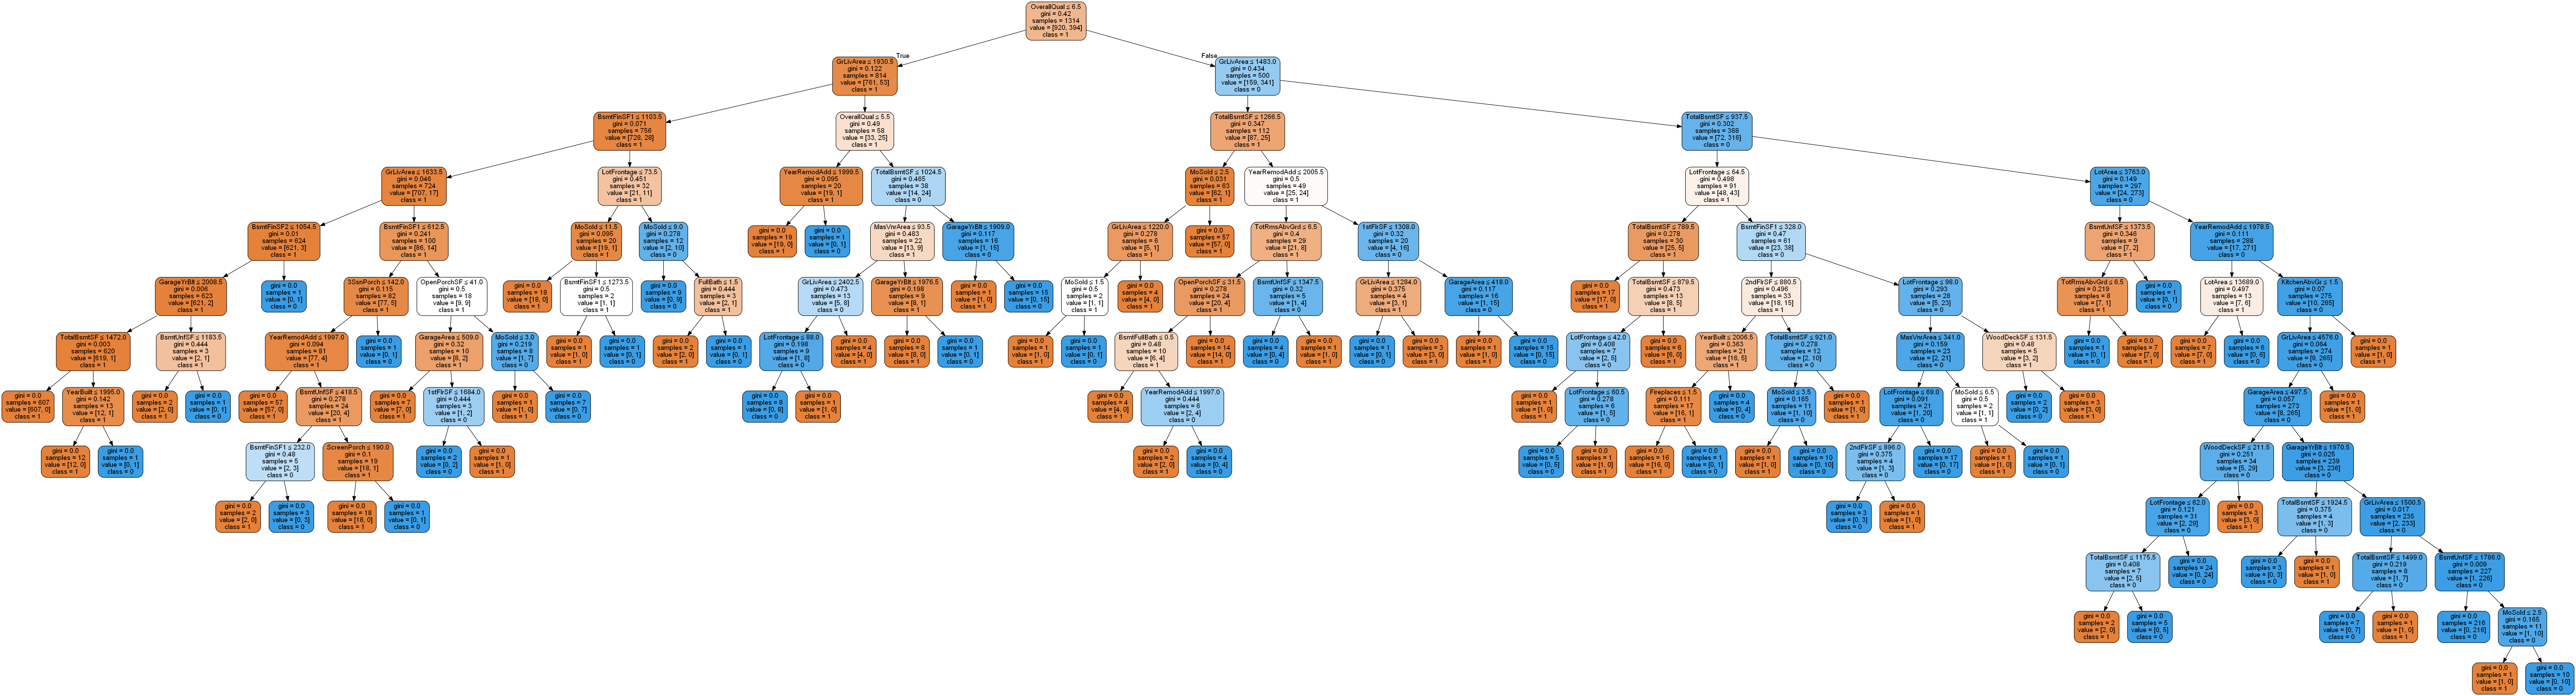 OverallQual ≤ 6.5
gini = 0.42
samples = 1314
value = [920, 394]
class = 1
True
False
GrLivArea ≤ 1930.5
gini = 0.122
samples = 814
value = [761, 53]
class = 1
GrLivArea ≤ 1483.0
gini = 0.434
samples = 500
value = [159, 341]
class = 0
BsmtFinSF1 ≤ 1103.5
gini = 0.071
samples = 756
value = [728, 28]
class = 1
OverallQual ≤ 5.5
gini = 0.49
samples = 58
value = [33, 25]
class = 1
TotalBsmtSF ≤ 1266.5
gini = 0.347
samples = 112
value = [87, 25]
class = 1
TotalBsmtSF ≤ 937.5
gini = 0.302
samples = 388
value = [72, 316]
class = 0
GrLivArea ≤ 1633.5
gini = 0.046
samples = 724
value = [707, 17]
class = 1
LotFrontage ≤ 73.5
gini = 0.451
samples = 32
value = [21, 11]
class = 1
YearRemodAdd ≤ 1999.5
gini = 0.095
samples = 20
value = [19, 1]
class = 1
TotalBsmtSF ≤ 1024.5
gini = 0.465
samples = 38
value = [14, 24]
class = 0
MoSold ≤ 2.5
gini = 0.031
samples = 63
value = [62, 1]
class = 1
YearRemodAdd ≤ 2005.5
gini = 0.5
samples = 49
value = [25, 24]
class = 1
LotFrontage ≤ 64.5
gini = 0.498
samples = 91
value = [48, 43]
class = 1
LotArea ≤ 3763.0
gini = 0.149
samples = 297
value = [24, 273]
class = 0
BsmtFinSF2 ≤ 1054.5
gini = 0.01
samples = 624
value = [621, 3]
class = 1
BsmtFinSF1 ≤ 612.5
gini = 0.241
samples = 100
value = [86, 14]
class = 1
MoSold ≤ 11.5
gini = 0.095
samples = 20
value = [19, 1]
class = 1
MoSold ≤ 9.0
gini = 0.278
samples = 12
value = [2, 10]
class = 0
gini = 0.0
samples = 19
value = [19, 0]
class = 1
gini = 0.0
samples = 1
value = [0, 1]
class = 0
MasVnrArea ≤ 93.5
gini = 0.483
samples = 22
value = [13, 9]
class = 1
GarageYrBlt ≤ 1909.0
gini = 0.117
samples = 16
value = [1, 15]
class = 0
GrLivArea ≤ 1220.0
gini = 0.278
samples = 6
value = [5, 1]
class = 1
gini = 0.0
samples = 57
value = [57, 0]
class = 1
TotRmsAbvGrd ≤ 6.5
gini = 0.4
samples = 29
value = [21, 8]
class = 1
1stFlrSF ≤ 1308.0
gini = 0.32
samples = 20
value = [4, 16]
class = 0
TotalBsmtSF ≤ 789.5
gini = 0.278
samples = 30
value = [25, 5]
class = 1
BsmtFinSF1 ≤ 328.0
gini = 0.47
samples = 61
value = [23, 38]
class = 0
BsmtUnfSF ≤ 1373.5
gini = 0.346
samples = 9
value = [7, 2]
class = 1
YearRemodAdd ≤ 1978.5
gini = 0.111
samples = 288
value = [17, 271]
class = 0
GarageYrBlt ≤ 2008.5
gini = 0.006
samples = 623
value = [621, 2]
class = 1
gini = 0.0
samples = 1
value = [0, 1]
class = 0
3SsnPorch ≤ 142.0
gini = 0.115
samples = 82
value = [77, 5]
class = 1
OpenPorchSF ≤ 41.0
gini = 0.5
samples = 18
value = [9, 9]
class = 1
gini = 0.0
samples = 18
value = [18, 0]
class = 1
BsmtFinSF1 ≤ 1273.5
gini = 0.5
samples = 2
value = [1, 1]
class = 1
gini = 0.0
samples = 9
value = [0, 9]
class = 0
FullBath ≤ 1.5
gini = 0.444
samples = 3
value = [2, 1]
class = 1
GrLivArea ≤ 2402.5
gini = 0.473
samples = 13
value = [5, 8]
class = 0
GarageYrBlt ≤ 1976.5
gini = 0.198
samples = 9
value = [8, 1]
class = 1
gini = 0.0
samples = 1
value = [1, 0]
class = 1
gini = 0.0
samples = 15
value = [0, 15]
class = 0
MoSold ≤ 1.5
gini = 0.5
samples = 2
value = [1, 1]
class = 1
gini = 0.0
samples = 4
value = [4, 0]
class = 1
OpenPorchSF ≤ 31.5
gini = 0.278
samples = 24
value = [20, 4]
class = 1
BsmtUnfSF ≤ 1347.5
gini = 0.32
samples = 5
value = [1, 4]
class = 0
GrLivArea ≤ 1284.0
gini = 0.375
samples = 4
value = [3, 1]
class = 1
GarageArea ≤ 418.0
gini = 0.117
samples = 16
value = [1, 15]
class = 0
gini = 0.0
samples = 17
value = [17, 0]
class = 1
TotalBsmtSF ≤ 879.5
gini = 0.473
samples = 13
value = [8, 5]
class = 1
2ndFlrSF ≤ 880.5
gini = 0.496
samples = 33
value = [18, 15]
class = 1
LotFrontage ≤ 98.0
gini = 0.293
samples = 28
value = [5, 23]
class = 0
TotRmsAbvGrd ≤ 6.5
gini = 0.219
samples = 8
value = [7, 1]
class = 1
gini = 0.0
samples = 1
value = [0, 1]
class = 0
LotArea ≤ 13689.0
gini = 0.497
samples = 13
value = [7, 6]
class = 1
KitchenAbvGr ≤ 1.5
gini = 0.07
samples = 275
value = [10, 265]
class = 0
TotalBsmtSF ≤ 1472.0
gini = 0.003
samples = 620
value = [619, 1]
class = 1
BsmtUnfSF ≤ 1183.5
gini = 0.444
samples = 3
value = [2, 1]
class = 1
YearRemodAdd ≤ 1997.0
gini = 0.094
samples = 81
value = [77, 4]
class = 1
gini = 0.0
samples = 1
value = [0, 1]
class = 0
GarageArea ≤ 509.0
gini = 0.32
samples = 10
value = [8, 2]
class = 1
MoSold ≤ 3.0
gini = 0.219
samples = 8
value = [1, 7]
class = 0
gini = 0.0
samples = 1
value = [1, 0]
class = 1
gini = 0.0
samples = 1
value = [0, 1]
class = 0
gini = 0.0
samples = 2
value = [2, 0]
class = 1
gini = 0.0
samples = 1
value = [0, 1]
class = 0
LotFrontage ≤ 88.0
gini = 0.198
samples = 9
value = [1, 8]
class = 0
gini = 0.0
samples = 4
value = [4, 0]
class = 1
gini = 0.0
samples = 8
value = [8, 0]
class = 1
gini = 0.0
samples = 1
value = [0, 1]
class = 0
gini = 0.0
samples = 1
value = [1, 0]
class = 1
gini = 0.0
samples = 1
value = [0, 1]
class = 0
BsmtFullBath ≤ 0.5
gini = 0.48
samples = 10
value = [6, 4]
class = 1
gini = 0.0
samples = 14
value = [14, 0]
class = 1
gini = 0.0
samples = 4
value = [0, 4]
class = 0
gini = 0.0
samples = 1
value = [1, 0]
class = 1
gini = 0.0
samples = 1
value = [0, 1]
class = 0
gini = 0.0
samples = 3
value = [3, 0]
class = 1
gini = 0.0
samples = 1
value = [1, 0]
class = 1
gini = 0.0
samples = 15
value = [0, 15]
class = 0
LotFrontage ≤ 42.0
gini = 0.408
samples = 7
value = [2, 5]
class = 0
gini = 0.0
samples = 6
value = [6, 0]
class = 1
YearBuilt ≤ 2006.5
gini = 0.363
samples = 21
value = [16, 5]
class = 1
TotalBsmtSF ≤ 921.0
gini = 0.278
samples = 12
value = [2, 10]
class = 0
MasVnrArea ≤ 341.0
gini = 0.159
samples = 23
value = [2, 21]
class = 0
WoodDeckSF ≤ 131.5
gini = 0.48
samples = 5
value = [3, 2]
class = 1
gini = 0.0
samples = 1
value = [0, 1]
class = 0
gini = 0.0
samples = 7
value = [7, 0]
class = 1
gini = 0.0
samples = 7
value = [7, 0]
class = 1
gini = 0.0
samples = 6
value = [0, 6]
class = 0
GrLivArea ≤ 4576.0
gini = 0.064
samples = 274
value = [9, 265]
class = 0
gini = 0.0
samples = 1
value = [1, 0]
class = 1
gini = 0.0
samples = 607
value = [607, 0]
class = 1
YearBuilt ≤ 1995.0
gini = 0.142
samples = 13
value = [12, 1]
class = 1
gini = 0.0
samples = 2
value = [2, 0]
class = 1
gini = 0.0
samples = 1
value = [0, 1]
class = 0
gini = 0.0
samples = 57
value = [57, 0]
class = 1
BsmtUnfSF ≤ 418.5
gini = 0.278
samples = 24
value = [20, 4]
class = 1
gini = 0.0
samples = 7
value = [7, 0]
class = 1
1stFlrSF ≤ 1684.0
gini = 0.444
samples = 3
value = [1, 2]
class = 0
gini = 0.0
samples = 1
value = [1, 0]
class = 1
gini = 0.0
samples = 7
value = [0, 7]
class = 0
gini = 0.0
samples = 8
value = [0, 8]
class = 0
gini = 0.0
samples = 1
value = [1, 0]
class = 1
gini = 0.0
samples = 4
value = [4, 0]
class = 1
YearRemodAdd ≤ 1997.0
gini = 0.444
samples = 6
value = [2, 4]
class = 0
gini = 0.0
samples = 1
value = [1, 0]
class = 1
LotFrontage ≤ 60.5
gini = 0.278
samples = 6
value = [1, 5]
class = 0
Fireplaces ≤ 1.5
gini = 0.111
samples = 17
value = [16, 1]
class = 1
gini = 0.0
samples = 4
value = [0, 4]
class = 0
MoSold ≤ 3.5
gini = 0.165
samples = 11
value = [1, 10]
class = 0
gini = 0.0
samples = 1
value = [1, 0]
class = 1
LotFrontage ≤ 69.0
gini = 0.091
samples = 21
value = [1, 20]
class = 0
MoSold ≤ 6.5
gini = 0.5
samples = 2
value = [1, 1]
class = 1
gini = 0.0
samples = 2
value = [0, 2]
class = 0
gini = 0.0
samples = 3
value = [3, 0]
class = 1
GarageArea ≤ 497.5
gini = 0.057
samples = 273
value = [8, 265]
class = 0
gini = 0.0
samples = 1
value = [1, 0]
class = 1
gini = 0.0
samples = 12
value = [12, 0]
class = 1
gini = 0.0
samples = 1
value = [0, 1]
class = 0
BsmtFinSF1 ≤ 232.0
gini = 0.48
samples = 5
value = [2, 3]
class = 0
ScreenPorch ≤ 190.0
gini = 0.1
samples = 19
value = [18, 1]
class = 1
gini = 0.0
samples = 2
value = [0, 2]
class = 0
gini = 0.0
samples = 1
value = [1, 0]
class = 1
gini = 0.0
samples = 2
value = [2, 0]
class = 1
gini = 0.0
samples = 4
value = [0, 4]
class = 0
gini = 0.0
samples = 5
value = [0, 5]
class = 0
gini = 0.0
samples = 1
value = [1, 0]
class = 1
gini = 0.0
samples = 16
value = [16, 0]
class = 1
gini = 0.0
samples = 1
value = [0, 1]
class = 0
gini = 0.0
samples = 1
value = [1, 0]
class = 1
gini = 0.0
samples = 10
value = [0, 10]
class = 0
2ndFlrSF ≤ 896.0
gini = 0.375
samples = 4
value = [1, 3]
class = 0
gini = 0.0
samples = 17
value = [0, 17]
class = 0
gini = 0.0
samples = 1
value = [1, 0]
class = 1
gini = 0.0
samples = 1
value = [0, 1]
class = 0
WoodDeckSF ≤ 211.5
gini = 0.251
samples = 34
value = [5, 29]
class = 0
GarageYrBlt ≤ 1970.5
gini = 0.025
samples = 239
value = [3, 236]
class = 0
gini = 0.0
samples = 2
value = [2, 0]
class = 1
gini = 0.0
samples = 3
value = [0, 3]
class = 0
gini = 0.0
samples = 18
value = [18, 0]
class = 1
gini = 0.0
samples = 1
value = [0, 1]
class = 0
gini = 0.0
samples = 3
value = [0, 3]
class = 0
gini = 0.0
samples = 1
value = [1, 0]
class = 1
LotFrontage ≤ 62.0
gini = 0.121
samples = 31
value = [2, 29]
class = 0
gini = 0.0
samples = 3
value = [3, 0]
class = 1
TotalBsmtSF ≤ 1924.5
gini = 0.375
samples = 4
value = [1, 3]
class = 0
GrLivArea ≤ 1500.5
gini = 0.017
samples = 235
value = [2, 233]
class = 0
TotalBsmtSF ≤ 1175.5
gini = 0.408
samples = 7
value = [2, 5]
class = 0
gini = 0.0
samples = 24
value = [0, 24]
class = 0
gini = 0.0
samples = 3
value = [0, 3]
class = 0
gini = 0.0
samples = 1
value = [1, 0]
class = 1
TotalBsmtSF ≤ 1499.0
gini = 0.219
samples = 8
value = [1, 7]
class = 0
BsmtUnfSF ≤ 1786.0
gini = 0.009
samples = 227
value = [1, 226]
class = 0
gini = 0.0
samples = 2
value = [2, 0]
class = 1
gini = 0.0
samples = 5
value = [0, 5]
class = 0
gini = 0.0
samples = 7
value = [0, 7]
class = 0
gini = 0.0
samples = 1
value = [1, 0]
class = 1
gini = 0.0
samples = 216
value = [0, 216]
class = 0
MoSold ≤ 2.5
gini = 0.165
samples = 11
value = [1, 10]
class = 0
gini = 0.0
samples = 1
value = [1, 0]
class = 1
gini = 0.0
samples = 10
value = [0, 10]
class = 0